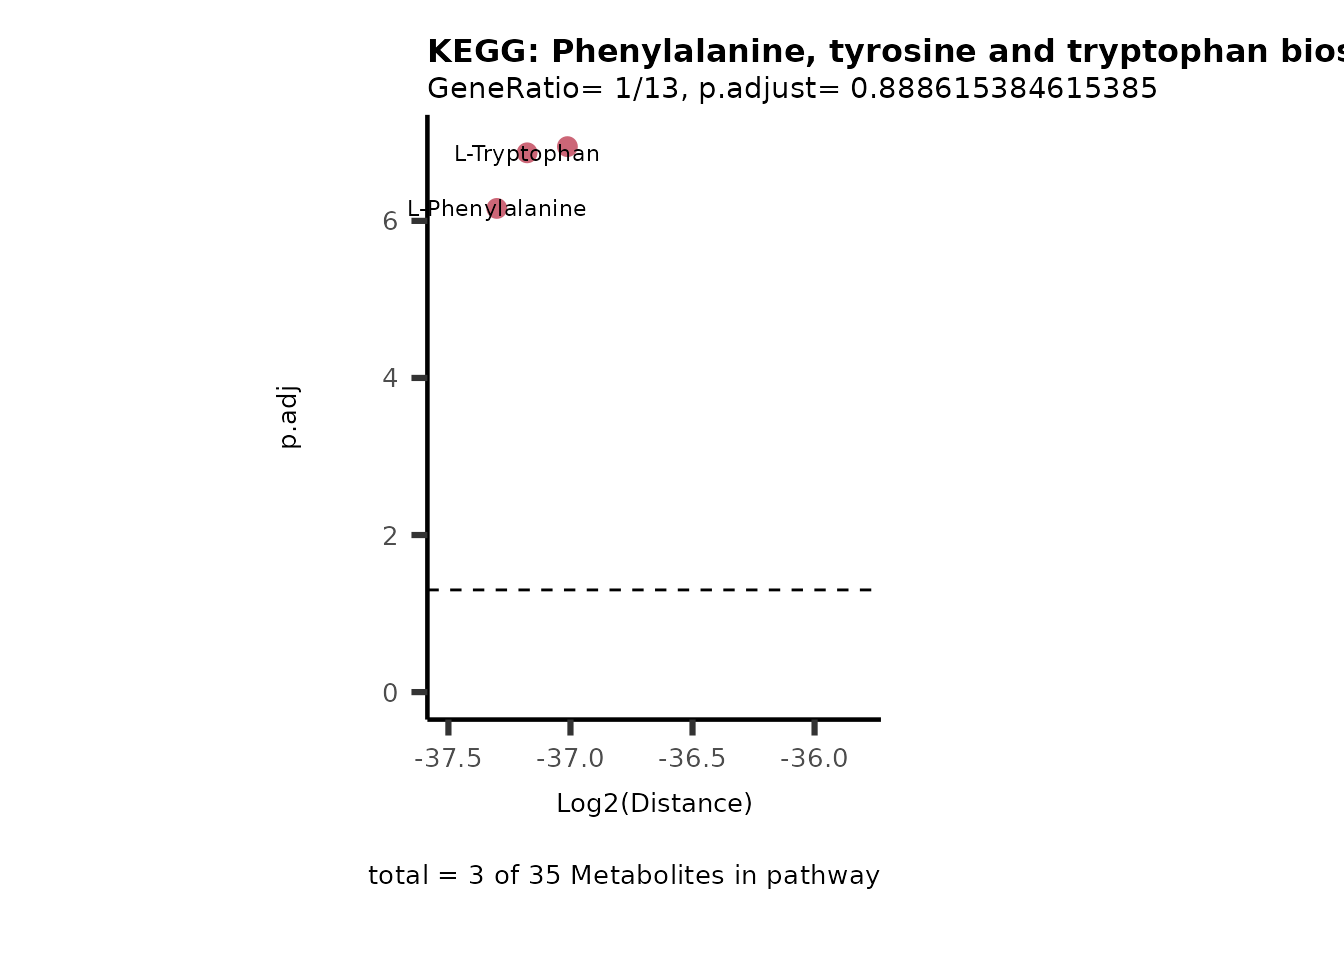 KEGG: Phenylalanine, tyrosine and tryptophan bios
GeneRatio= 1/13, p.adjust= 0.888615384615385
L-Tryptophan
L-Phenylalanine
6
4
p.adj
2
0
-37.5 -37.0 -36.5 -36.0
Log2(Distance)
total = 3 of 35 Metabolites in pathway